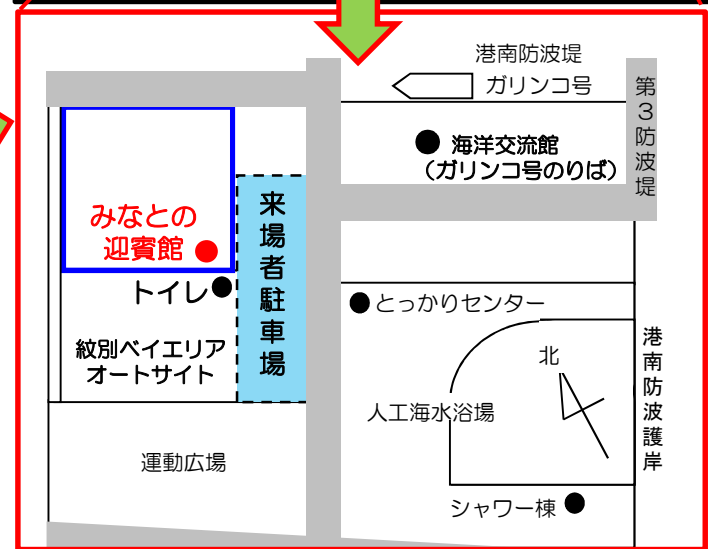 港南防波堤
ガリンコ号
第3防波堤
海洋交流館
(ガリンコ号のりば)
みなとの
迎賓館
来場者駐車場
トイレ
とっかりセンター
紋別ベイエリア
オートサイト
北
港南防波護岸
人工海水浴場
運動広場
シャワー棟